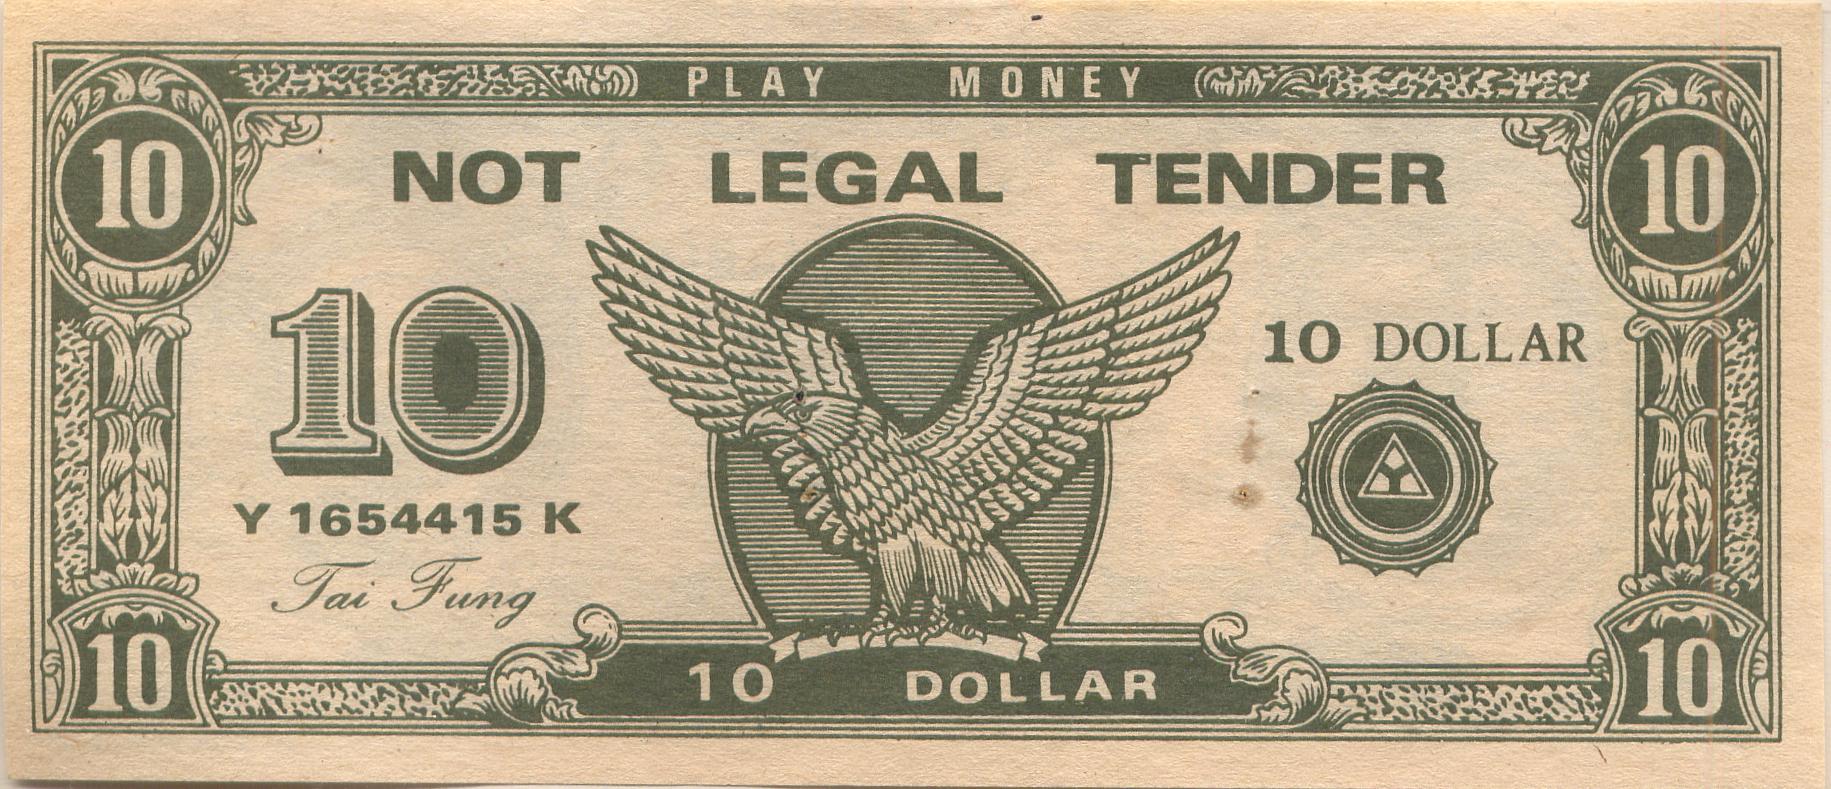 PLAY MONEY
10 10
NOT LEGAL TENDER
10
10 DOLLAR
Y 1654415 K
Tai Fung
10 10 DOLLAR 10